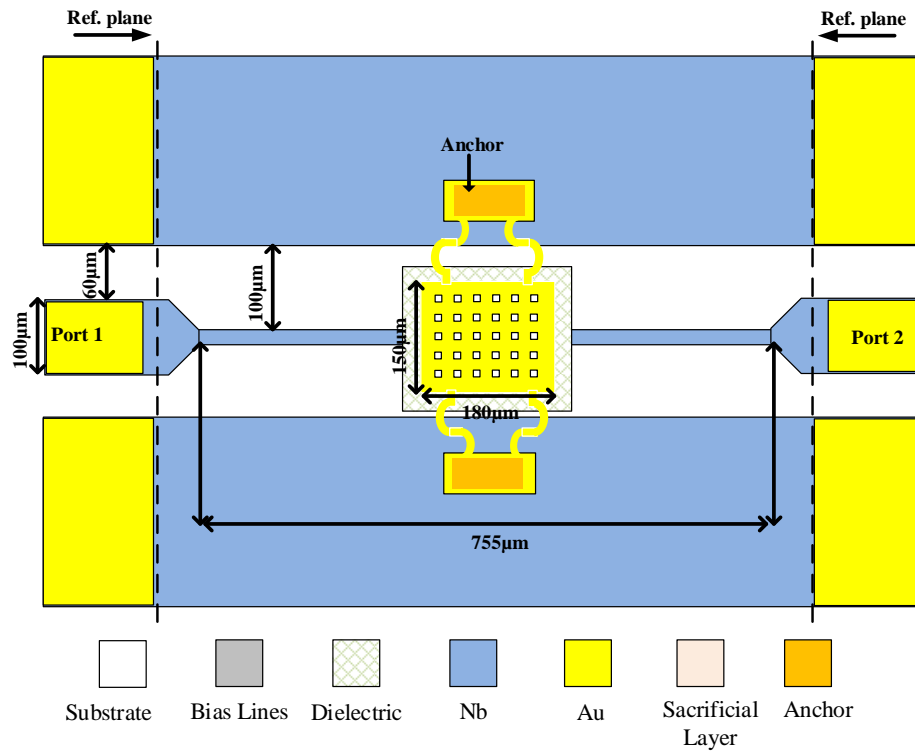 Ref. plane
Ref. plane
Anchor
60μm
100μm
100μm
Port 1
150μm
Port 2
180μm
755μm
Substrate
Bias Lines
Dielectric
Nb
Au
Sacrificial
Layer
Anchor